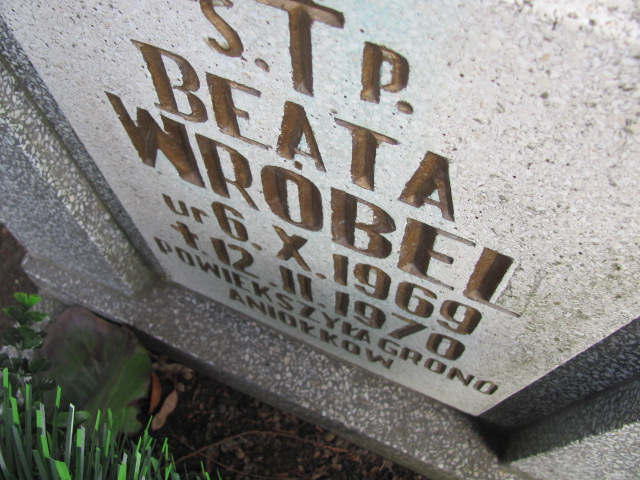 S.†P.
BEATA
WRÓBEL
ur 6.X.1969
+ 12.II.1970
POWIĘKSZYŁA GRONO
ANIOŁKÓW